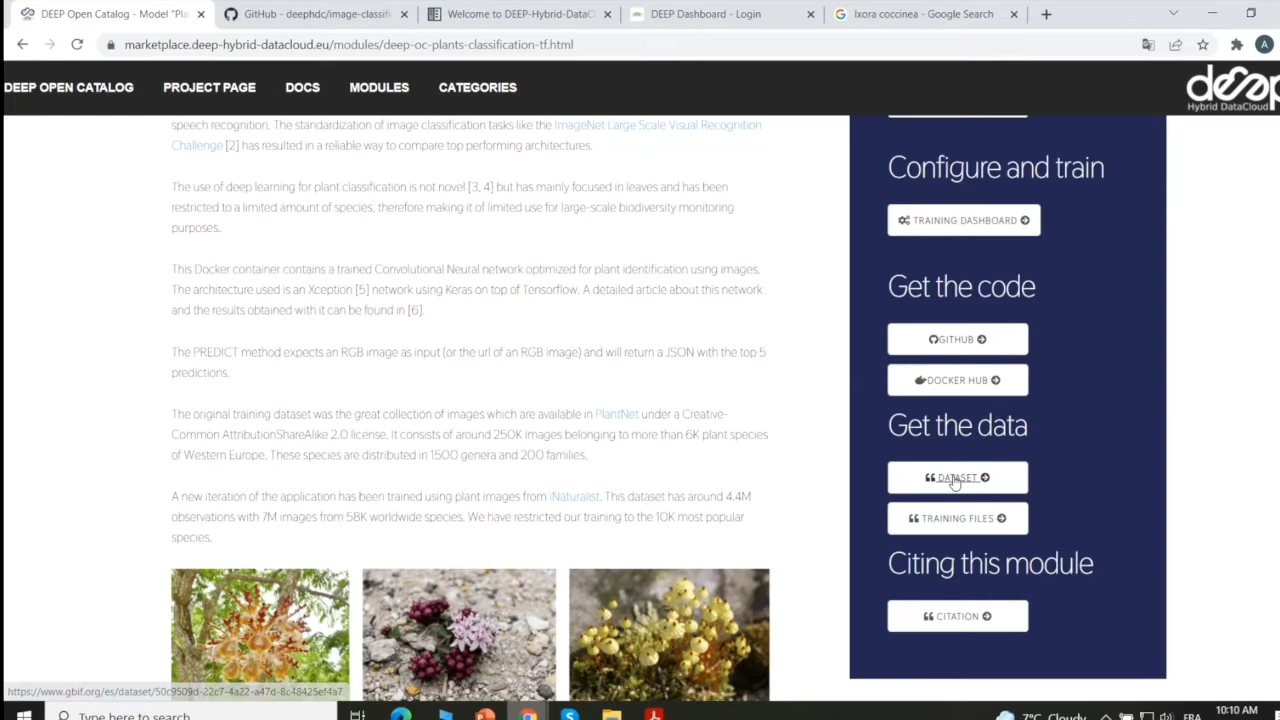 DEEP Open Catalog - Model "Pla
GitHub - deephdc/image-classif
Welcome to DEEP-Hybrid-DataCl
DEEP Dashboard - Login
Ixora coccinea - Google Search
marketplace.deep-hybrid-datacloud.eu/modules/deep-oc-plants-classification-tf.html
A
DEEP OPEN CATALOG
PROJECT PAGE
DOCS
MODULES
CATEGORIES
deep
Hybrid DataCloud
speech recognition. The standardization of image classification tasks like the ImageNet Large Scale Visual Recognition
Challenge [2] has resulted in a reliable way to compare top performing architectures.
The use of deep learning for plant classification is not novel [3, 4] but has mainly focused in leaves and has been
restricted to a limited amount of species, therefore making it of limited use for large-scale biodiversity monitoring
purposes.
This Docker container contains a trained Convolutional Neural network optimized for plant identification using images.
The architecture used is an Xception [5] network using Keras on top of Tensorflow. A detailed article about this network
and the results obtained with it can be found in [6].
The PREDICT method expects an RGB image as input (or the url of an RGB image) and will return a JSON with the top 5
predictions.
The original training dataset was the great collection of images which are available in PlantNet under a Creative-
Common AttributionShareAlike 2.0 license. It consists of around 250K images belonging to more than 6K plant species
of Western Europe. These species are distributed in 1500 genera and 200 families.
A new iteration of the application has been trained using plant images from iNaturalist. This dataset has around 4.4M
observations with 7M images from 58K worldwide species. We have restricted our training to the 10K most popular
species.
Configure and train
TRAINING DASHBOARD
Get the code
GITHUB
DOCKER HUB
Get the data
DATASET
TRAINING FILES
Citing this module
CITATION
https://www.gbif.org/es/dataset/50c9509d-22c7-4a22-a47d-8c48425ef4a7
Type here to search
7°C Cloudy
FRA
10:10 AM